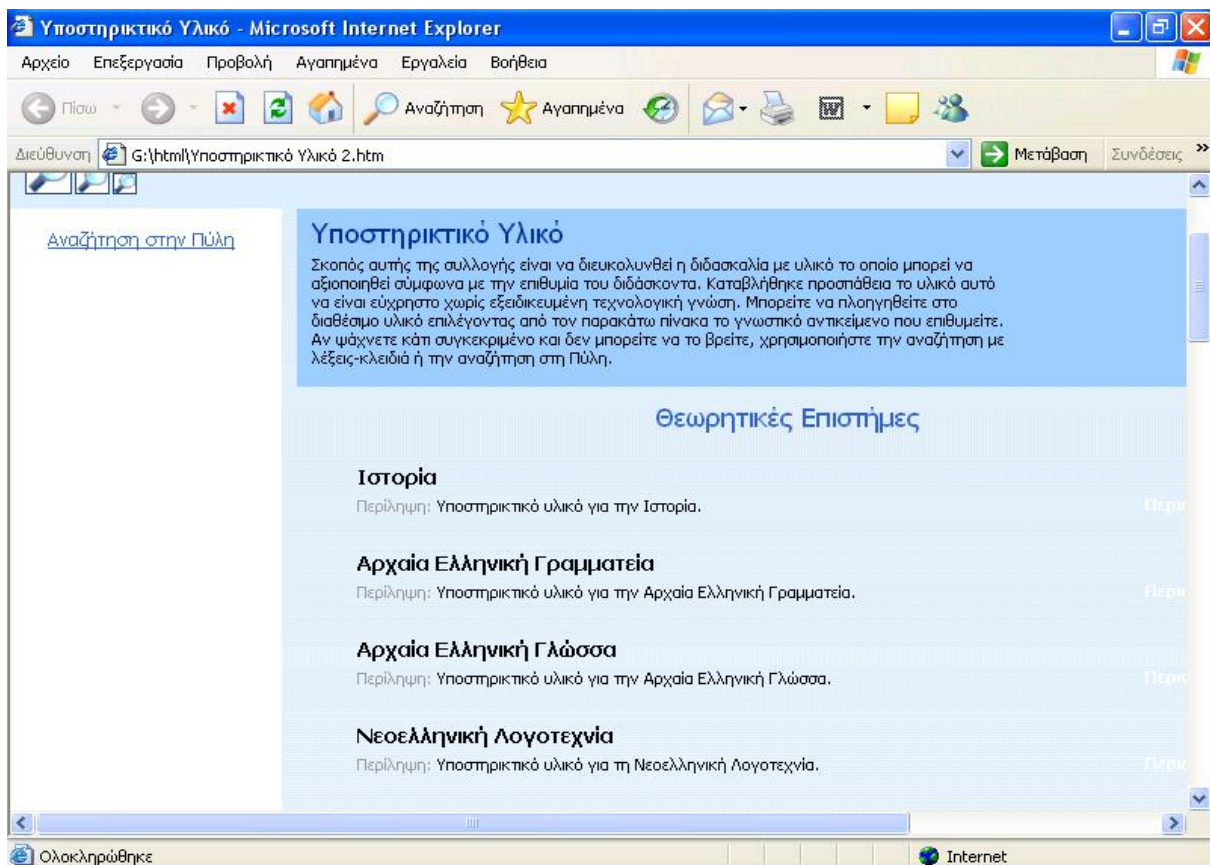 Υποστηρικτικό Υλικό - Microsoft Internet Explorer
Αρχείο Επεξεργασία Προβολή Αγαπημένα Εργαλεία Βοήθεια
Πίσω Αναζήτηση Αγαπημένα
Διεύθυνση G:\html\Υποστηρικτικό Υλικό 2.htm Μετάβαση Συνδέσεις »
Αναζήτηση στην Πύλη
Υποστηρικτικό Υλικό
Σκοπός αυτής της συλλογής είναι να διευκολυνθεί η διδασκαλία με υλικό το οποίο μπορεί να
αξιοποιηθεί σύμφωνα με την επιθυμία του διδάσκοντα. Καταβλήθηκε προσπάθεια το υλικό αυτό
να είναι εύχρηστο χωρίς εξειδικευμένη τεχνολογική γνώση. Μπορείτε να πλοηγηθείτε στο
διαθέσιμο υλικό επιλέγοντας από τον παρακάτω πίνακα το γνωστικό αντικείμενο που επιθυμείτε.
Αν ψάχνετε κάτι συγκεκριμένο και δεν μπορείτε να το βρείτε, χρησιμοποιήστε την αναζήτηση με
λέξεις-κλειδιά ή την αναζήτηση στη Πύλη.
Θεωρητικές Επιστήμες
Ιστορία
Περίληψη: Υποστηρικτικό υλικό για την Ιστορία.
Αρχαία Ελληνική Γραμματεία
Περίληψη: Υποστηρικτικό υλικό για την Αρχαία Ελληνική Γραμματεία.
Αρχαία Ελληνική Γλώσσα
Περίληψη: Υποστηρικτικό υλικό για την Αρχαία Ελληνική Γλώσσα.
Νεοελληνική Λογοτεχνία
Περίληψη: Υποστηρικτικό υλικό για τη Νεοελληνική Λογοτεχνία.
Ολοκληρώθηκε Internet